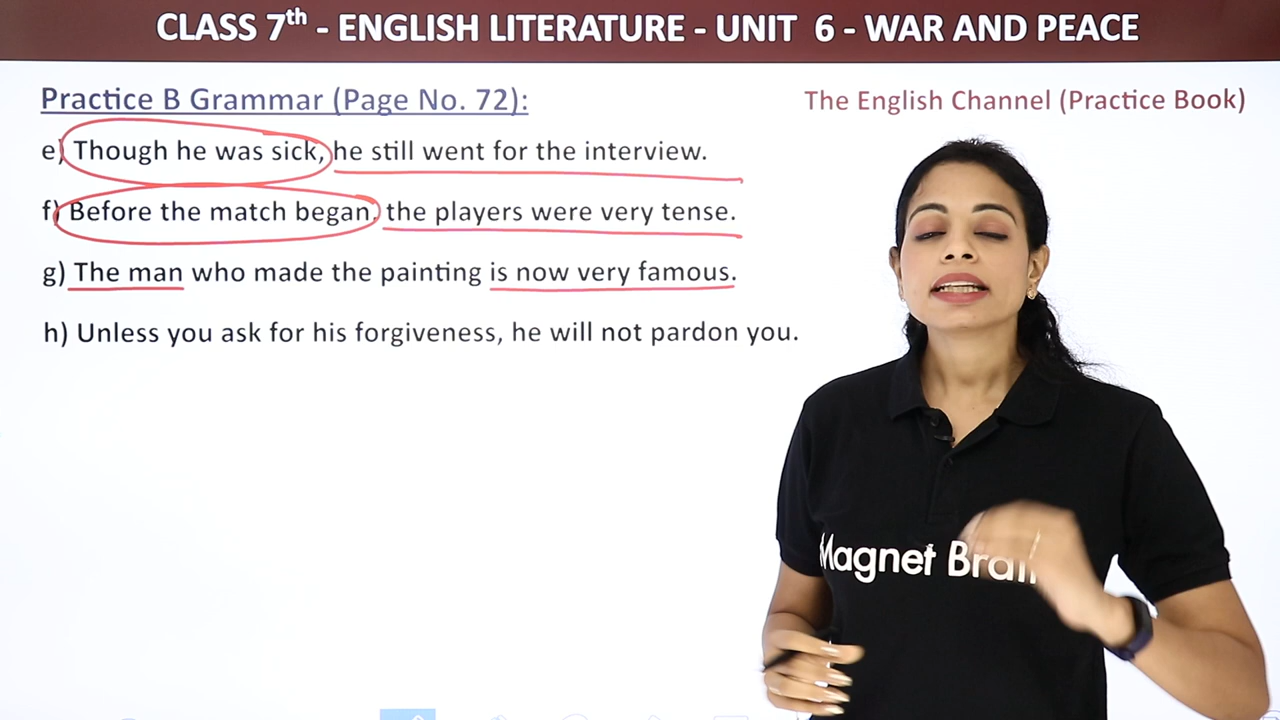 CLASS 7th - ENGLISH LITERATURE - UNIT 6 - WAR AND PEACE
Practice B Grammar (Page No. 72):
The English Channel (Practice Book)
e) Though he was sick, he still went for the interview.
f) Before the match began, the players were very tense.
g) The man who made the painting is now very famous.
h) Unless you ask for his forgiveness, he will not pardon you.
Magnet Brain